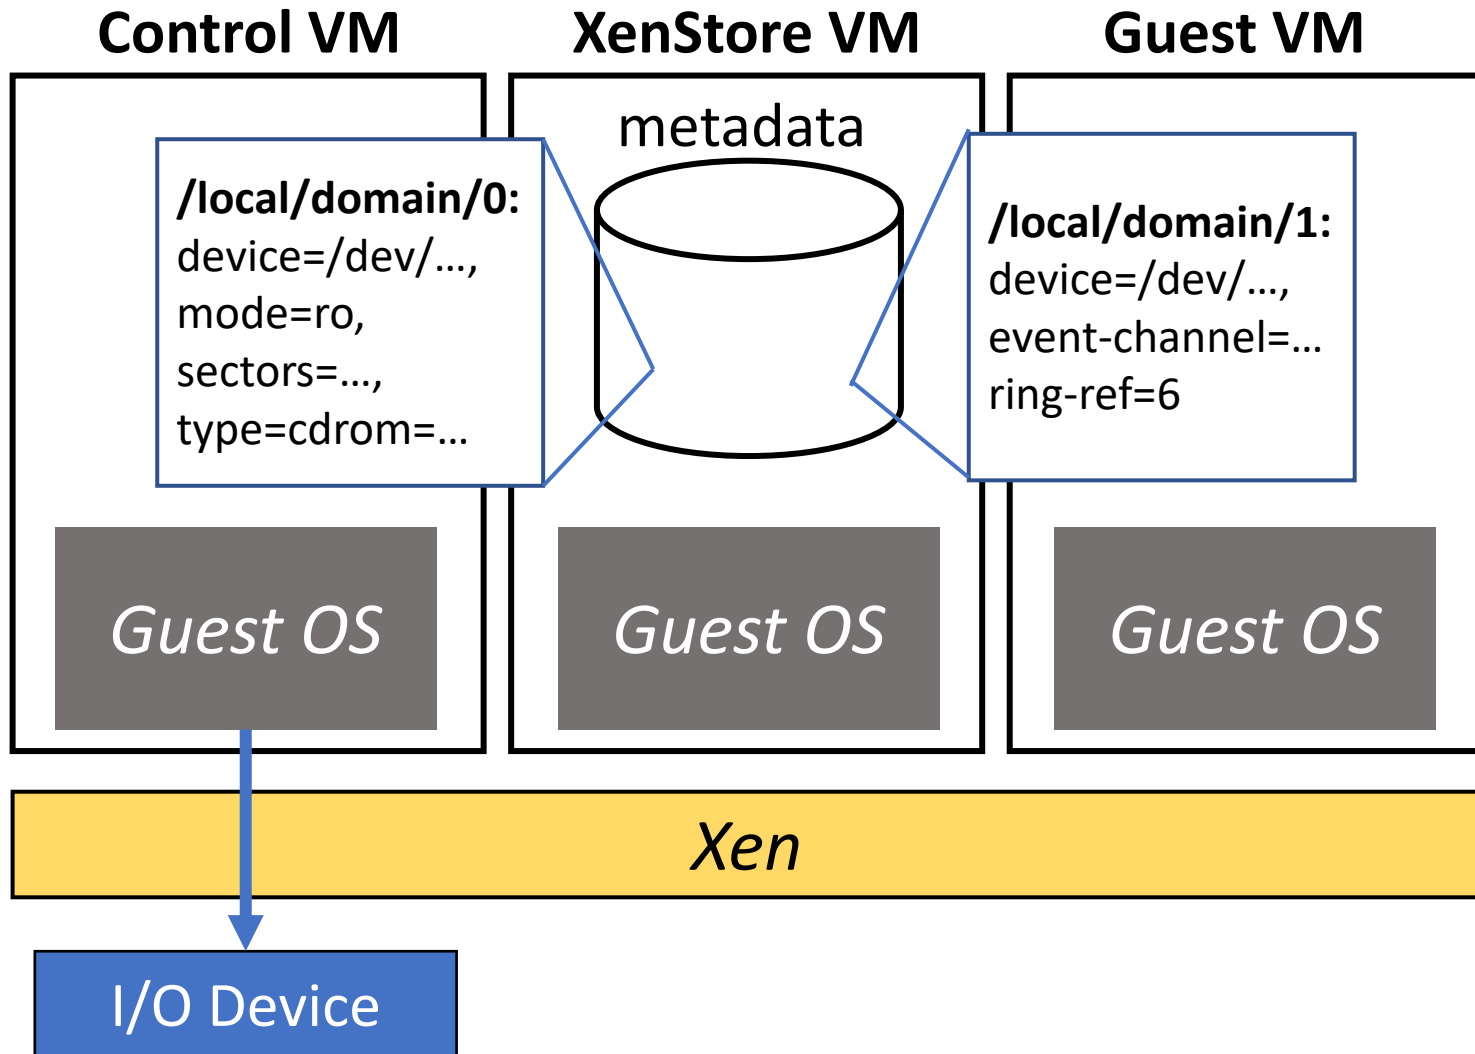 Control VM
XenStore VM
Guest VM
metadata
/local/domain/0:
device=/dev/…,
mode=ro,
sectors=…,
type=cdrom=…
/local/domain/1:
device=/dev/…,
event-channel=…
ring-ref=6
Guest OS
Guest OS
Guest OS
Xen
I/O Device